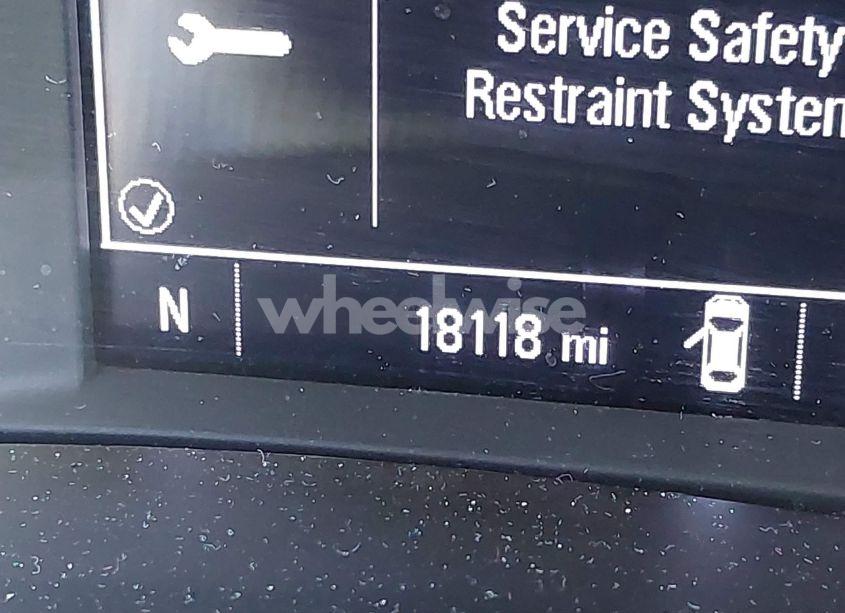 Service Safety
Restraint System
N
18118 mi
wheelwise